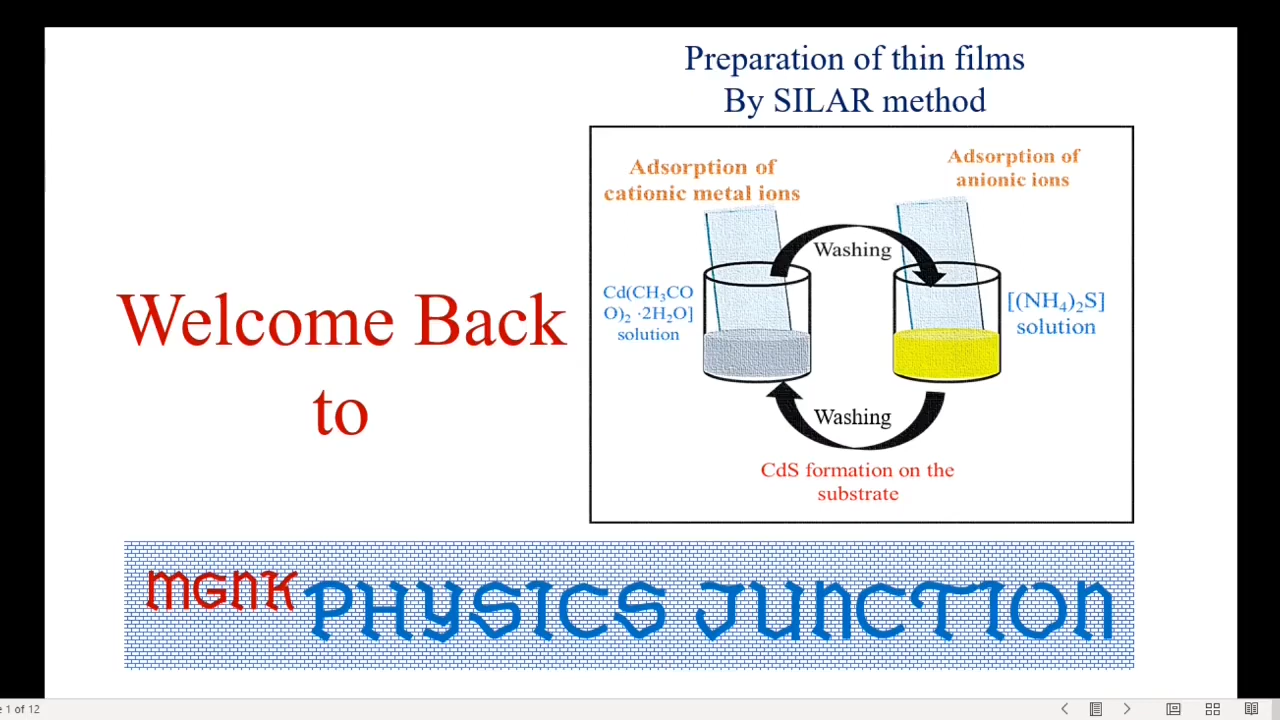 Preparation of thin films
By SILAR method
Adsorption of
cationic metal ions
Adsorption of
anionic ions
Washing
Cd(CH₃CO
O)₂ ·2H₂O]
solution
[(NH₄)₂S]
solution
Washing
CdS formation on the
substrate
Welcome Back
to
MGNK PHYSICS JUNCTION
e 1 of 12